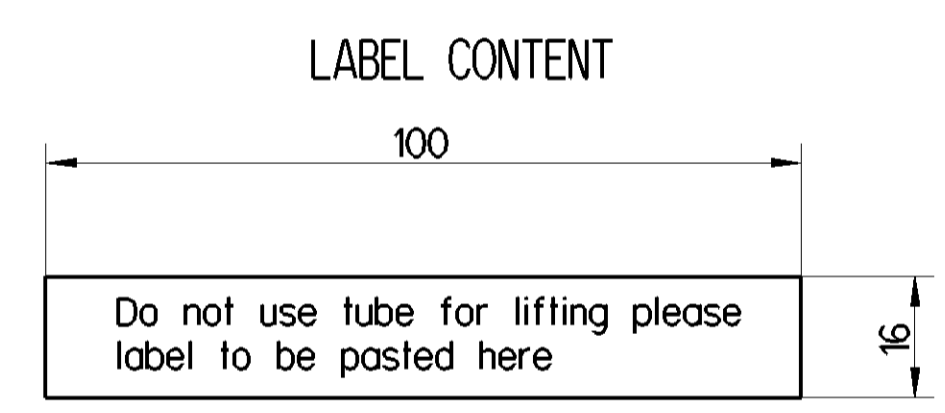 LABEL CONTENT
100
Do not use tube for lifting please
label to be pasted here
16